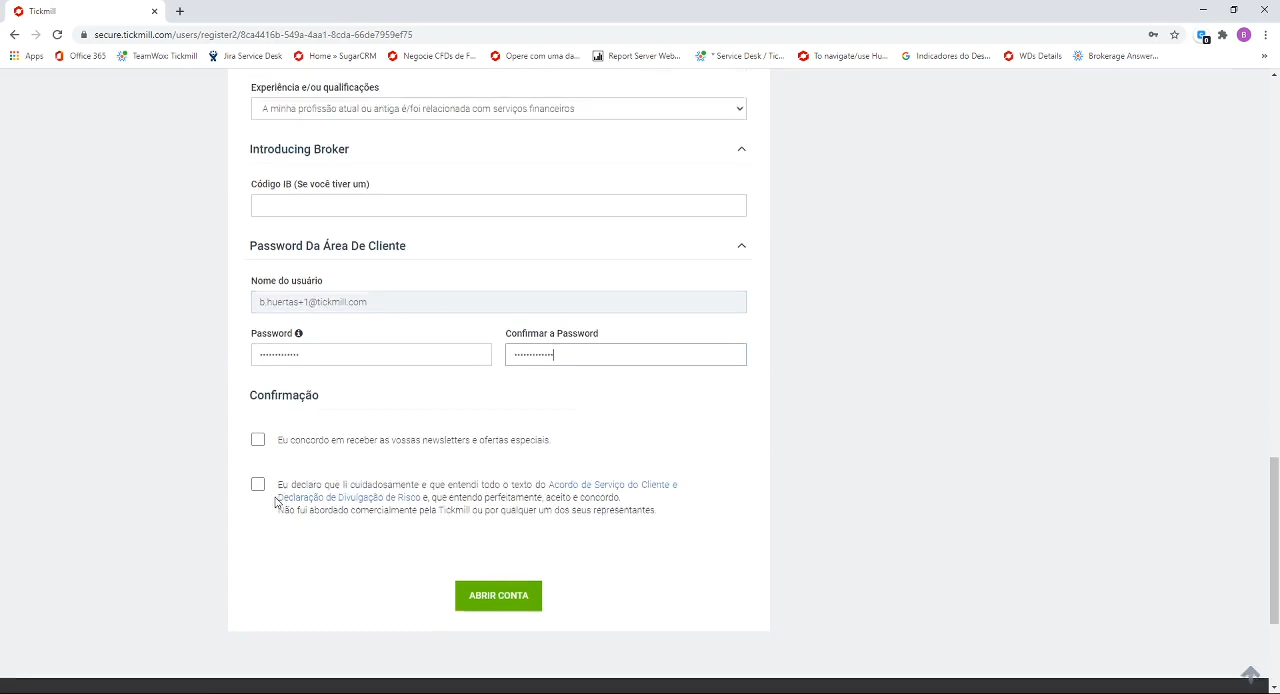 Tickmill
secure.tickmill.com/users/register2/8ca4416b-549a-4aa1-8cda-66de7959ef75
Apps Office 365 TeamWox: Tickmill Jira Service Desk Home » SugarCRM Negocie CFDs de F... Opere com uma da... Report Server Web... * Service Desk / Tic... To navigate/use Hu... Indicadores do Des... WDs Details Brokerage Answer... »
Experiência e/ou qualificações
A minha profissão atual ou antiga é/foi relacionada com serviços financeiros
Introducing Broker
Código IB (Se você tiver um)
Password Da Área De Cliente
Nome do usuário
b.huertas+1@tickmill.com
Password Confirmar a Password
Confirmação
Eu concordo em receber as vossas newsletters e ofertas especiais.
Eu declaro que li cuidadosamente e que entendi todo o texto do Acordo de Serviço do Cliente e
Declaração de Divulgação de Risco e, que entendo perfeitamente, aceito e concordo.
Não fui abordado comercialmente pela Tickmill ou por qualquer um dos seus representantes.
ABRIR CONTA